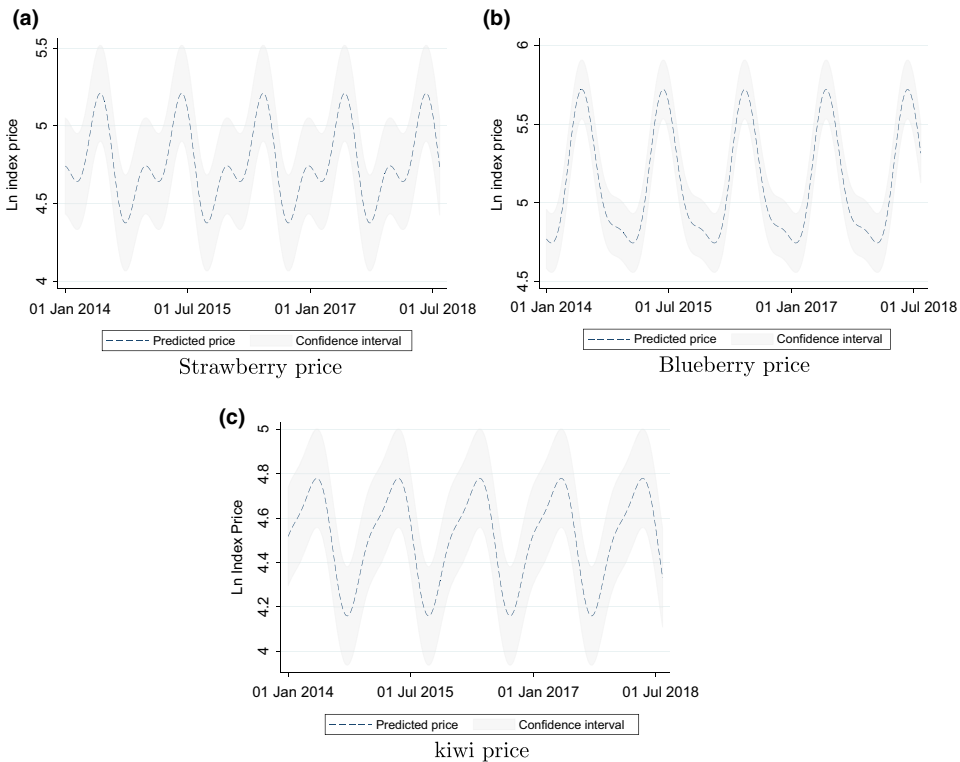 (a)
Ln index price
5.5
5
4.5
4
01 Jan 2014 01 Jul 2015 01 Jan 2017 01 Jul 2018
Predicted price Confidence interval
Strawberry price
(b)
Ln index price
6
5.5
5
4.5
01 Jan 2014 01 Jul 2015 01 Jan 2017 01 Jul 2018
Predicted price Confidence interval
Blueberry price
(c)
Ln Index Price
5
4.8
4.6
4.4
4.2
4
01 Jan 2014 01 Jul 2015 01 Jan 2017 01 Jul 2018
Predicted price Confidence interval
kiwi price